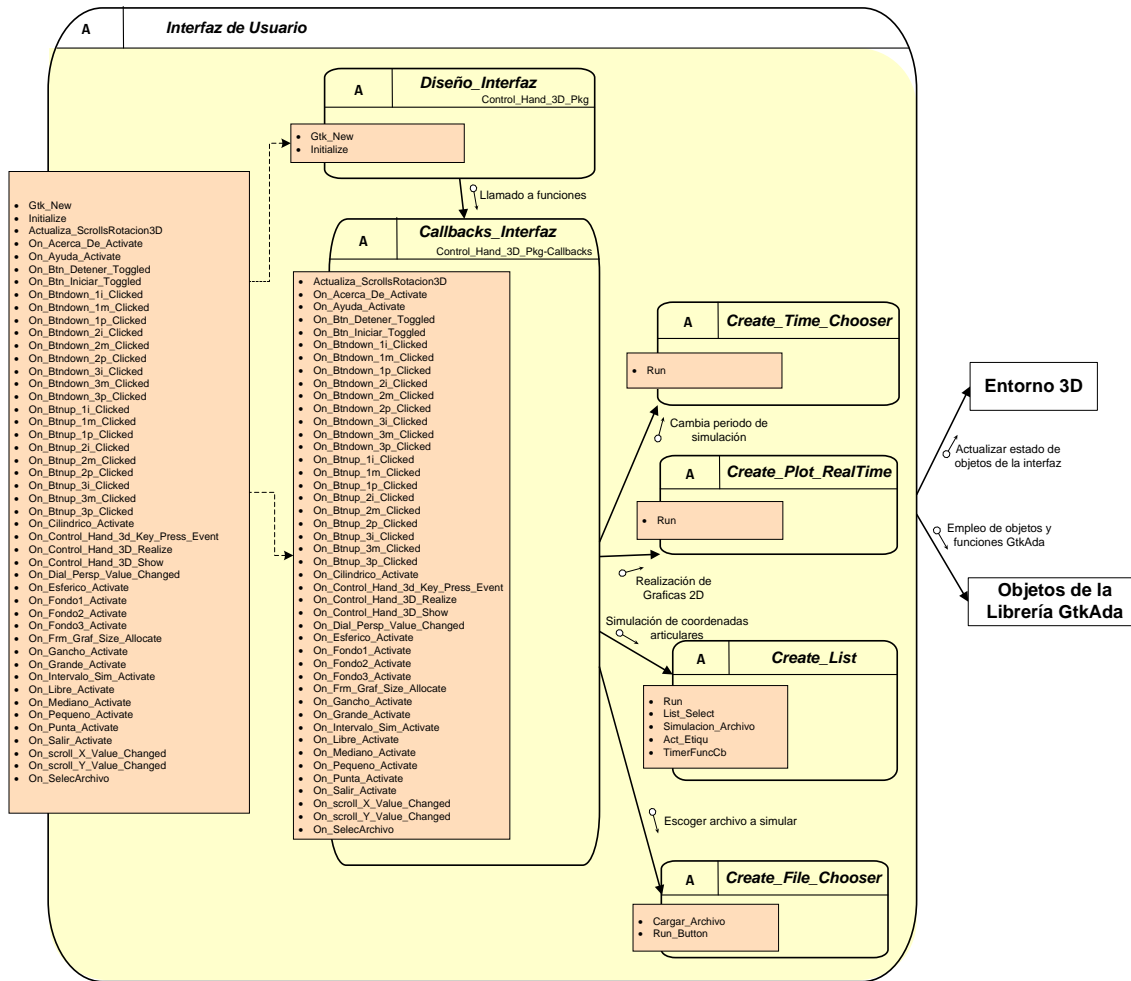 A
Interfaz de Usuario
A
Diseño_Interfaz
Control_Hand_3D_Pkg
• Gtk_New
• Initialize
Llamado a funciones
• Gtk_New
• Initialize
• Actualiza_ScrollsRotacion3D
• On_Acerca_De_Activate
• On_Ayuda_Activate
• On_Btn_Detener_Toggled
• On_Btn_Iniciar_Toggled
• On_Btndown_1i_Clicked
• On_Btndown_1m_Clicked
• On_Btndown_1p_Clicked
• On_Btndown_2i_Clicked
• On_Btndown_2m_Clicked
• On_Btndown_2p_Clicked
• On_Btndown_3i_Clicked
• On_Btndown_3m_Clicked
• On_Btndown_3p_Clicked
• On_Btnup_1i_Clicked
• On_Btnup_1m_Clicked
• On_Btnup_1p_Clicked
• On_Btnup_2i_Clicked
• On_Btnup_2m_Clicked
• On_Btnup_2p_Clicked
• On_Btnup_3i_Clicked
• On_Btnup_3m_Clicked
• On_Btnup_3p_Clicked
• On_Cilindrico_Activate
• On_Control_Hand_3d_Key_Press_Event
• On_Control_Hand_3D_Realize
• On_Control_Hand_3D_Show
• On_Dial_Persp_Value_Changed
• On_Esferico_Activate
• On_Fondo1_Activate
• On_Fondo2_Activate
• On_Fondo3_Activate
• On_Frm_Graf_Size_Allocate
• On_Gancho_Activate
• On_Grande_Activate
• On_Intervalo_Sim_Activate
• On_Libre_Activate
• On_Mediano_Activate
• On_Pequeno_Activate
• On_Punta_Activate
• On_Salir_Activate
• On_scroll_X_Value_Changed
• On_scroll_Y_Value_Changed
• On_SelecArchivo
A
Callbacks_Interfaz
Control_Hand_3D_Pkg-Callbacks
• Actualiza_ScrollsRotacion3D
• On_Acerca_De_Activate
• On_Ayuda_Activate
• On_Btn_Detener_Toggled
• On_Btn_Iniciar_Toggled
• On_Btndown_1i_Clicked
• On_Btndown_1m_Clicked
• On_Btndown_1p_Clicked
• On_Btndown_2i_Clicked
• On_Btndown_2m_Clicked
• On_Btndown_2p_Clicked
• On_Btndown_3i_Clicked
• On_Btndown_3m_Clicked
• On_Btndown_3p_Clicked
• On_Btnup_1i_Clicked
• On_Btnup_1m_Clicked
• On_Btnup_1p_Clicked
• On_Btnup_2i_Clicked
• On_Btnup_2m_Clicked
• On_Btnup_2p_Clicked
• On_Btnup_3i_Clicked
• On_Btnup_3m_Clicked
• On_Btnup_3p_Clicked
• On_Cilindrico_Activate
• On_Control_Hand_3d_Key_Press_Event
• On_Control_Hand_3D_Realize
• On_Control_Hand_3D_Show
• On_Dial_Persp_Value_Changed
• On_Esferico_Activate
• On_Fondo1_Activate
• On_Fondo2_Activate
• On_Fondo3_Activate
• On_Frm_Graf_Size_Allocate
• On_Gancho_Activate
• On_Grande_Activate
• On_Intervalo_Sim_Activate
• On_Libre_Activate
• On_Mediano_Activate
• On_Pequeno_Activate
• On_Punta_Activate
• On_Salir_Activate
• On_scroll_X_Value_Changed
• On_scroll_Y_Value_Changed
• On_SelecArchivo
A
Create_Time_Chooser
• Run
Cambia periodo de
simulación
A
Create_Plot_RealTime
• Run
Realización de
Graficas 2D
Simulación de coordenadas
articulares
A
Create_List
• Run
• List_Select
• Simulacion_Archivo
• Act_Etiqu
• TimerFuncCb
Escoger archivo a simular
A
Create_File_Chooser
• Cargar_Archivo
• Run_Button
Entorno 3D
Actualizar estado de
objetos de la interfaz
Empleo de objetos y
funciones GtkAda
Objetos de la
Librería GtkAda